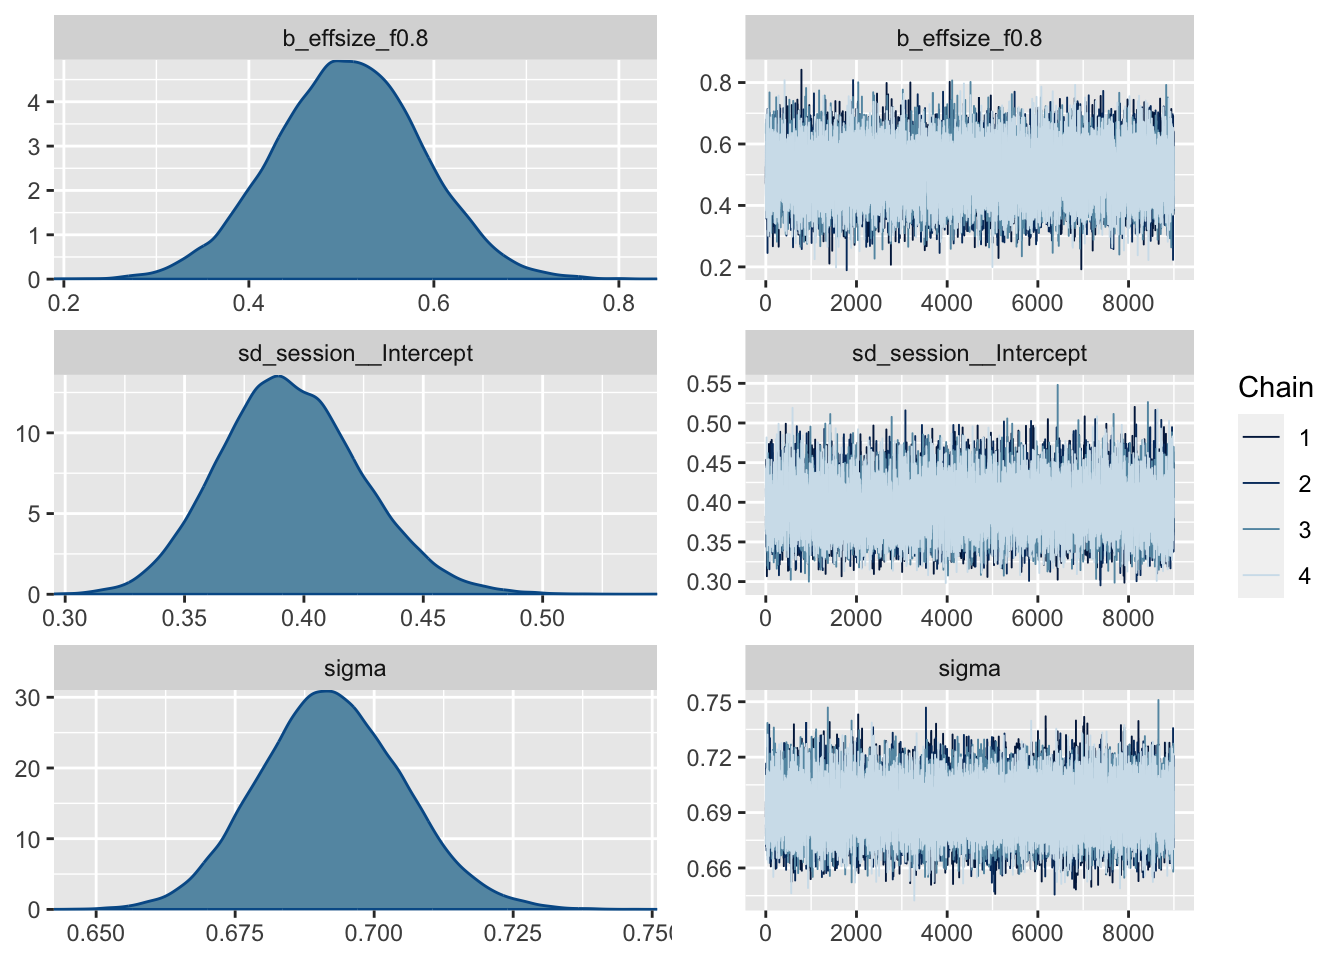 b_effsize_f0.8
b_effsize_f0.8
4
3
2
1
0
0.2 0.4 0.6 0.8
0.8
0.6
0.4
0.2
0 2000 4000 6000 8000
sd_session__Intercept
sd_session__Intercept
10
5
0
0.30 0.35 0.40 0.45 0.50
0.55
0.50
0.45
0.40
0.35
0.30
0 2000 4000 6000 8000
Chain
1
2
3
4
sigma
sigma
30
20
10
0
0.650 0.675 0.700 0.725 0.750
0.75
0.72
0.69
0.66
0 2000 4000 6000 8000